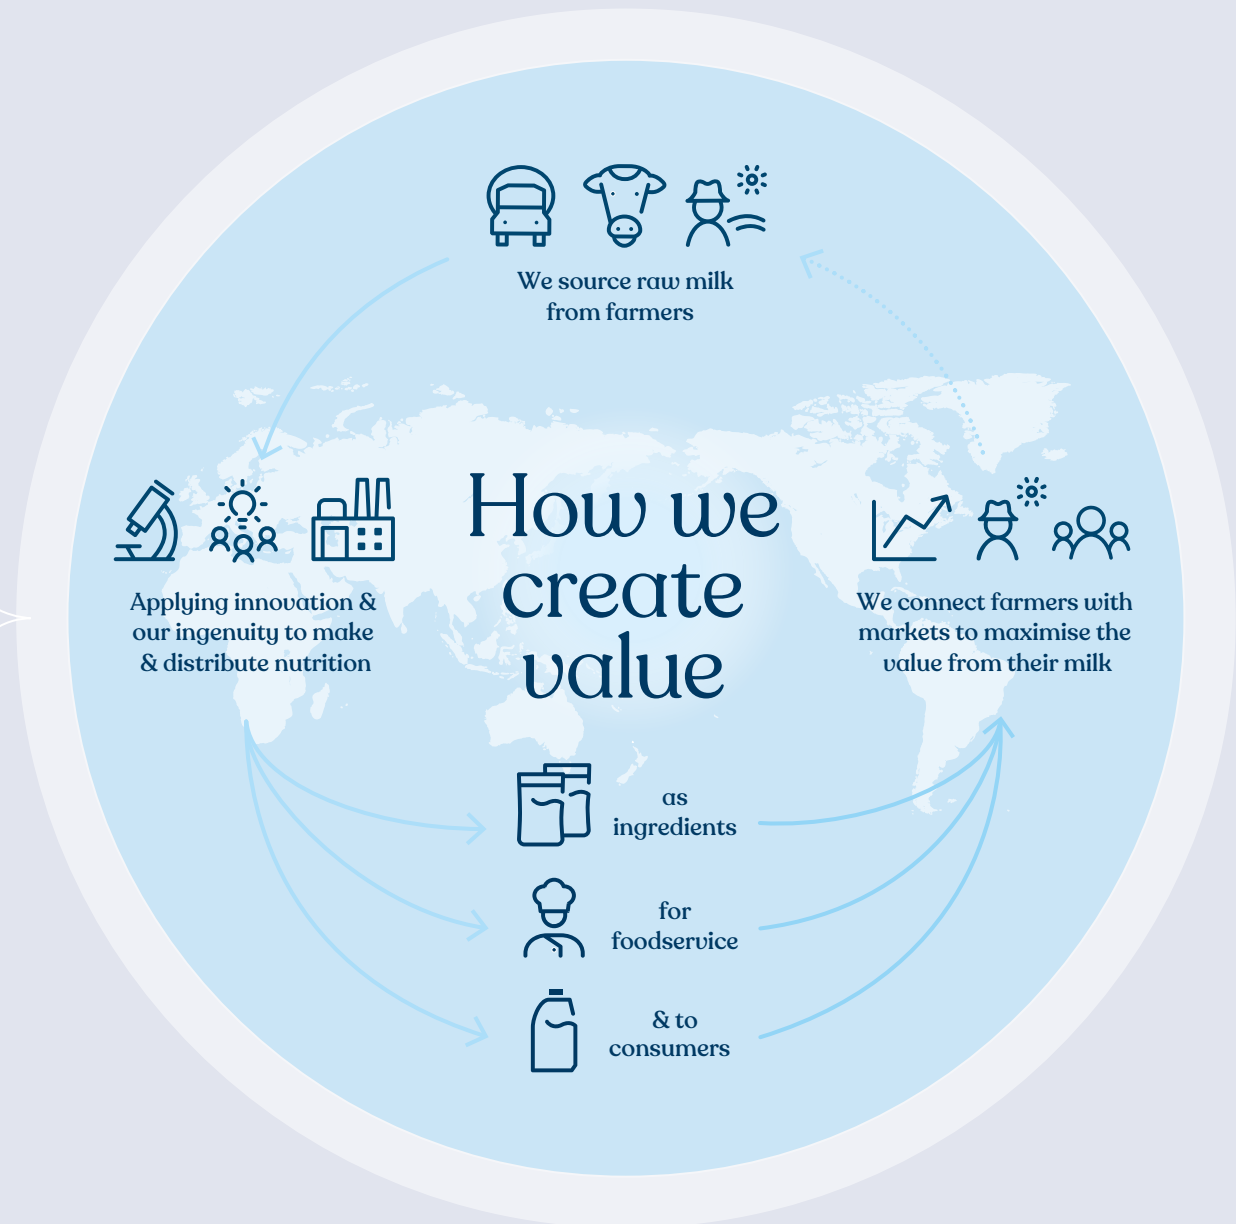 We source raw milk
from farmers
How we
create
value
Applying innovation &
our ingenuity to make
& distribute nutrition
We connect farmers with
markets to maximise the
value from their milk
as
ingredients
for
foodservice
& to
consumers